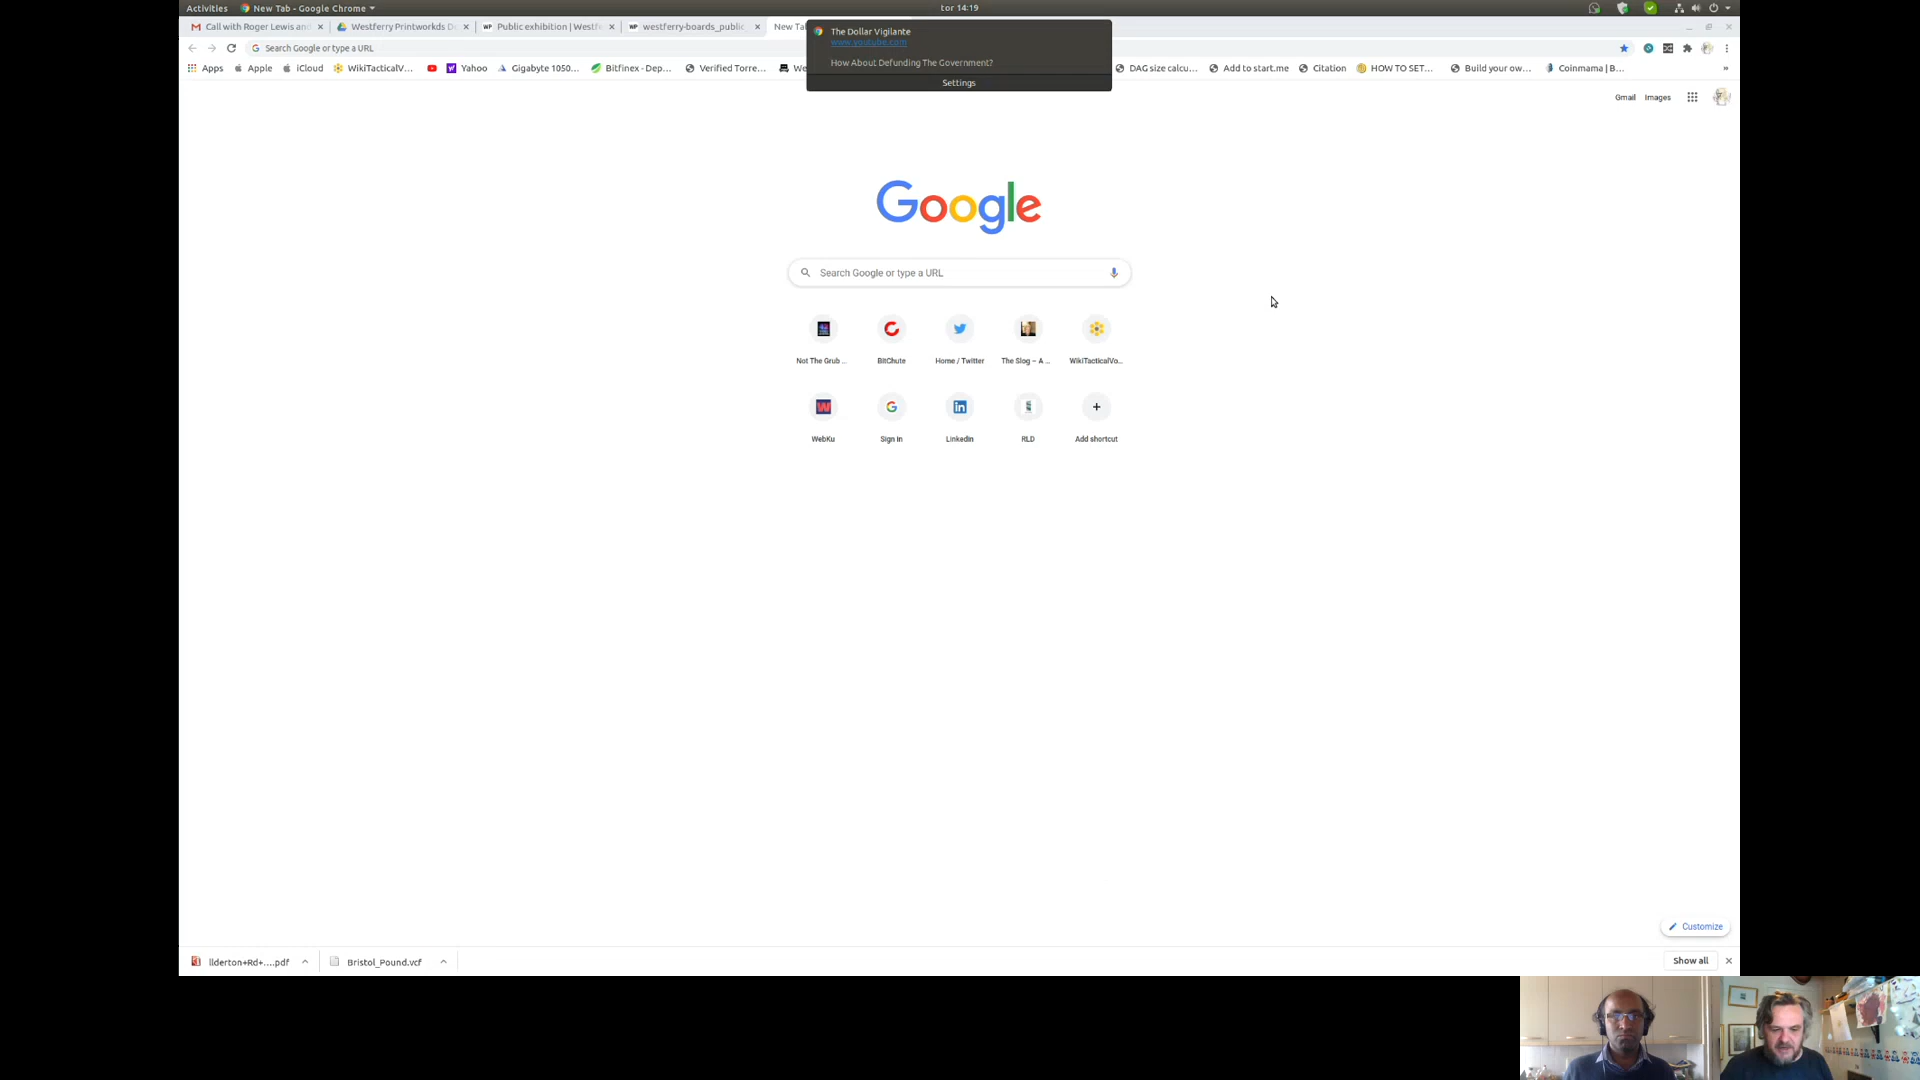 Activities New Tab - Google Chrome tor 14:19
Call with Roger Lewis and Westferry Printworkds D Public exhibition | Westf westferry-boards_public New Ta
Search Google or type a URL
Apps Apple iCloud WikiTacticalV... Yahoo Gigabyte 1050... Bitfinex - Dep... Verified Torre... We DAG size calcu... Add to start.me Citation HOW TO SET... Build your ow... Coinmama | B... »
The Dollar Vigilante
www.youtube.com
How About Defunding The Government?
Settings
Gmail Images
Google
Search Google or type a URL
Not The Grub ... BitChute Home / Twitter The Slog – A ... WikiTacticalVo...
WebKu Sign in Linkedin RLD Add shortcut
Customize
llderton+Rd+....pdf Bristol_Pound.vcf Show all